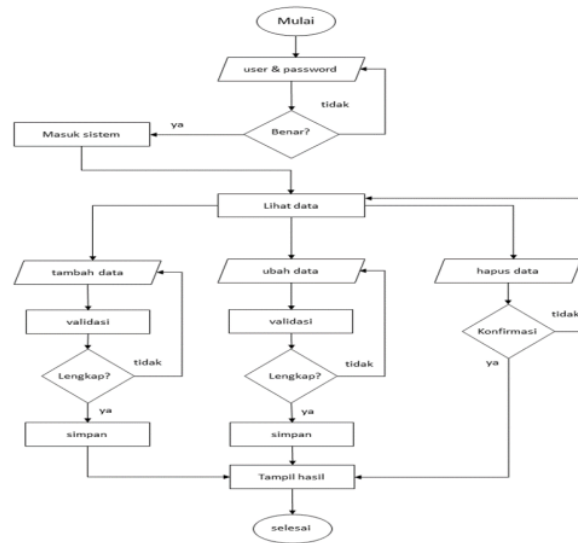 Mulai
user & password
tidak
ya
Benar?
Masuk sistem
Lihat data
tambah data
ubah data
hapus data
validasi
validasi
tidak
Konfirmasi
Lengkap?
tidak
Lengkap?
tidak
ya
ya
ya
simpan
simpan
Tampil hasil
selesai